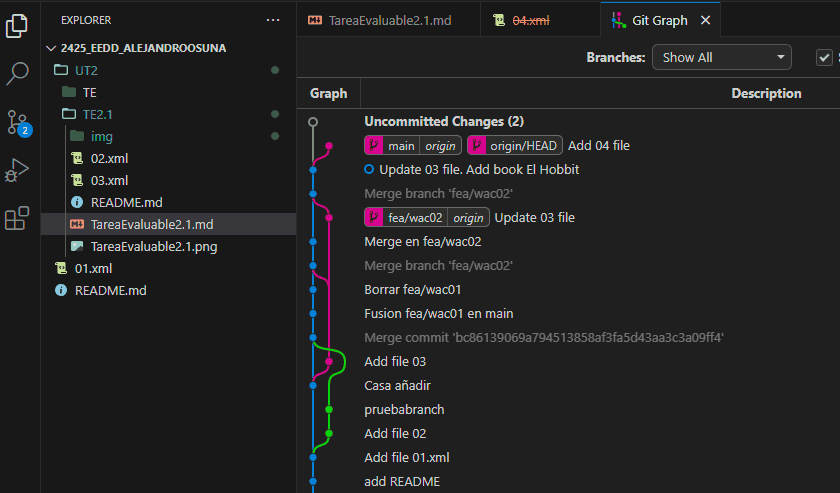 EXPLORER ...
TareaEvaluable2.1.md 04.xml Git Graph
2425_EEDD_ALEJANDROOSUNA
UT2
TE
TE2.1
img
02.xml
03.xml
README.md
TareaEvaluable2.1.md
TareaEvaluable2.1.png
01.xml
README.md
2
Branches: Show All
Graph Description
Uncommitted Changes (2)
main origin origin/HEAD Add 04 file
Update 03 file. Add book El Hobbit
Merge branch 'fea/wac02'
fea/wac02 origin Update 03 file
Merge en fea/wac02
Merge branch 'fea/wac02'
Borrar fea/wac01
Fusion fea/wac01 en main
Merge commit 'bc86139069a794513858af3fa5d43aa3c3a09ff4'
Add file 03
Casa añadir
pruebabranch
Add file 02
Add file 01.xml
add README